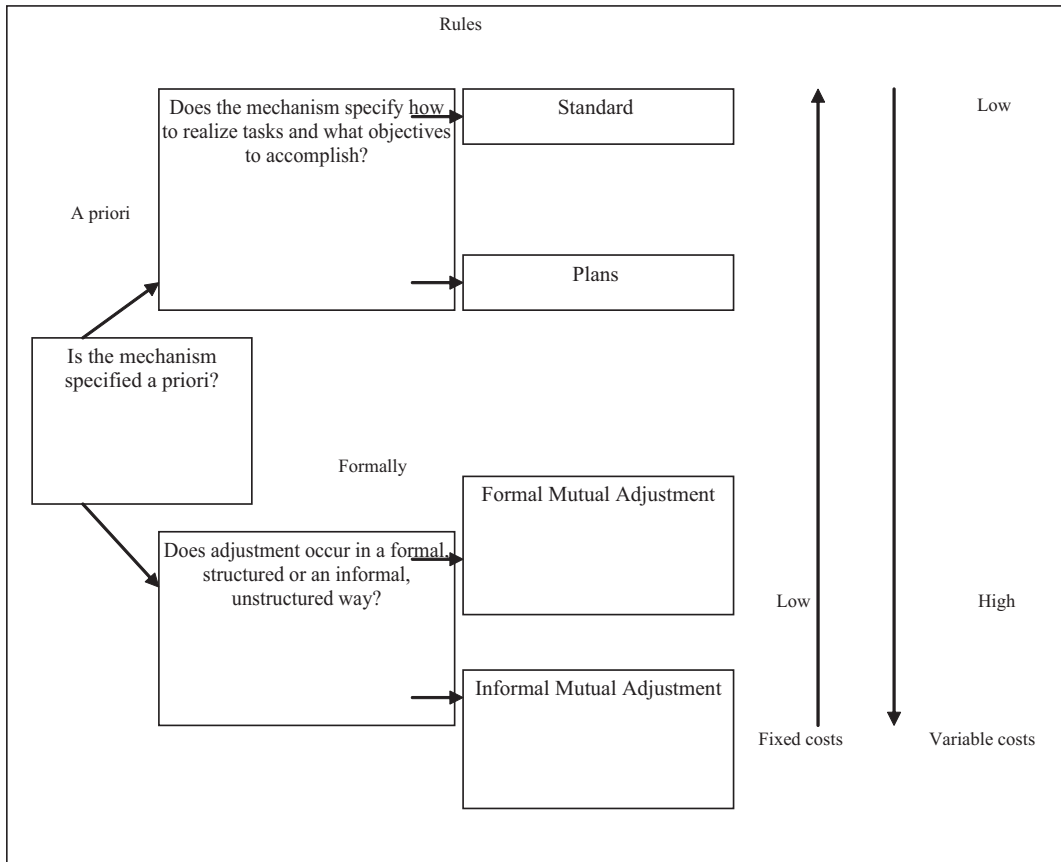 Rules
Does the mechanism specify how
to realize tasks and what objectives
to accomplish?
Standard
Low
A priori
Plans
Is the mechanism
specified a priori?
Formally
Formal Mutual Adjustment
Does adjustment occur in a formal,
structured or an informal,
unstructured way?
Low
High
Informal Mutual Adjustment
Fixed costs
Variable costs